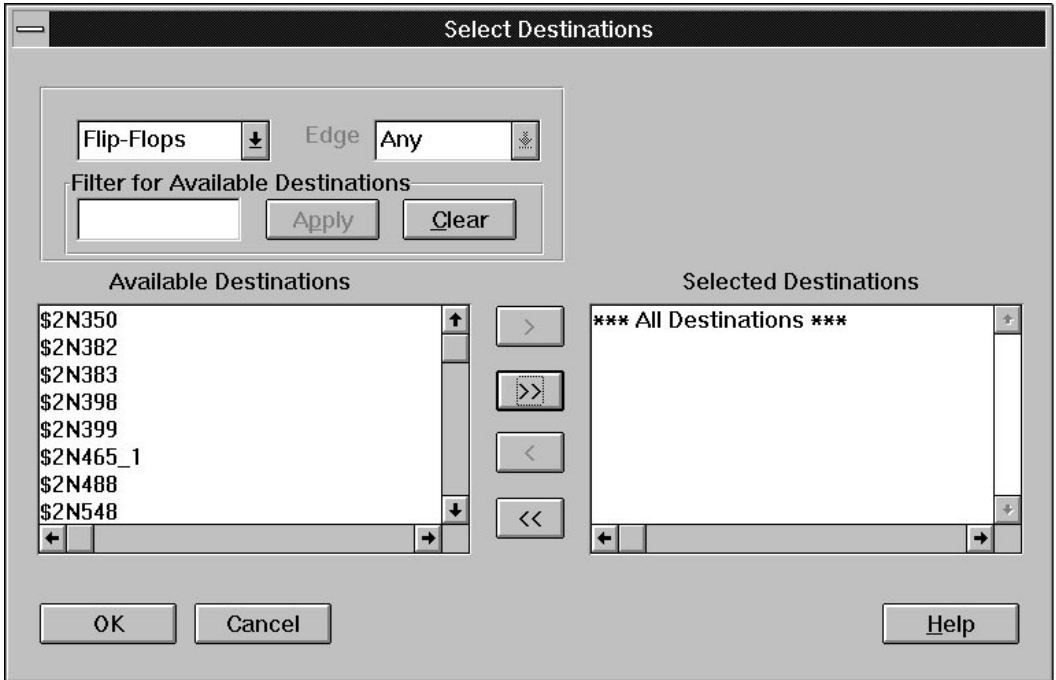 Select Destinations
Flip-Flops
Edge
Any
Filter for Available Destinations
Apply
Clear
Available Destinations
Selected Destinations
$2N350
$2N382
$2N383
$2N398
$2N399
$2N465_1
$2N488
$2N548
>
>>
<
<<
*** All Destinations ***
OK
Cancel
Help